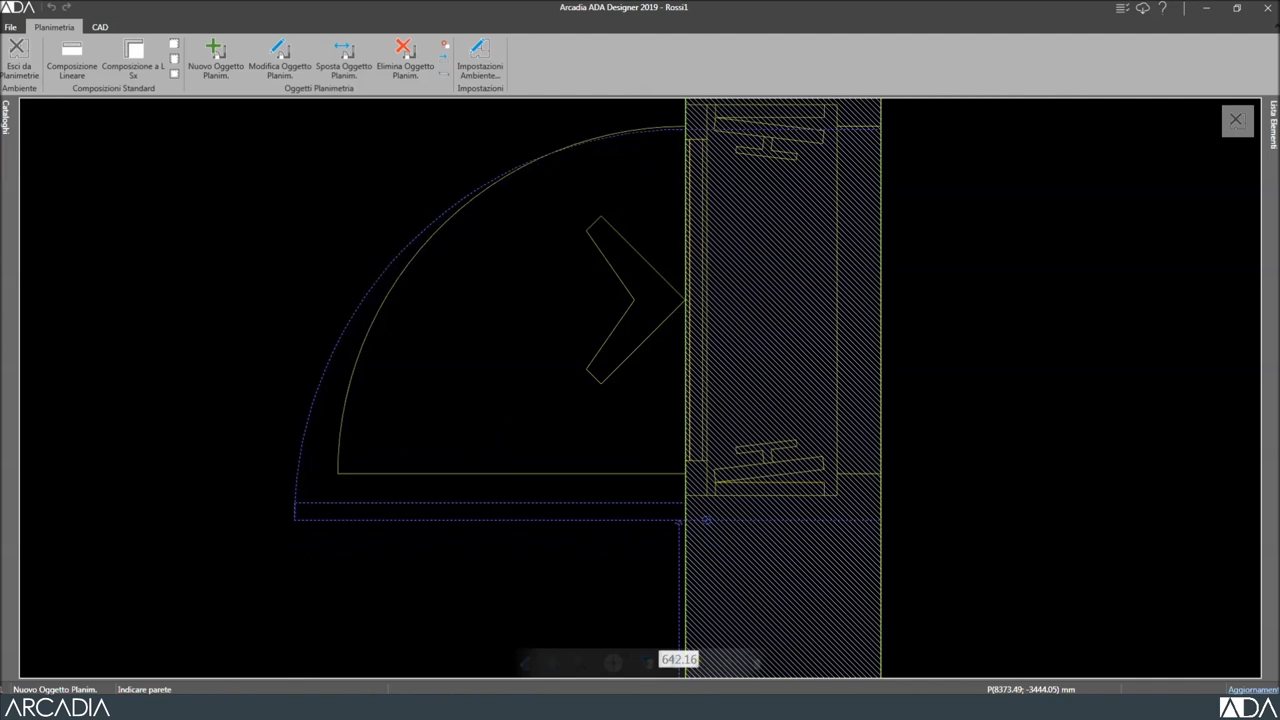 ADA
Arcadia ADA Designer 2019 - Rossi1
File
Planimetria
CAD
Esci da
Planimetrie
Composizione
Lineare
Composizione a L
Sx
Nuovo Oggetto
Planim.
Modifica Oggetto
Planim.
Sposta Oggetto
Planim.
Elimina Oggetto
Planim.
Impostazioni
Ambiente...
Ambiente
Composizioni Standard
Oggetti Planimetria
Impostazioni
Cataloghi
Lista Elementi
642.16
Nuovo Oggetto Planim.
Indicare parete
P(8373.49; -3444.05) mm
Aggiornamen
ARCADIA
ADA